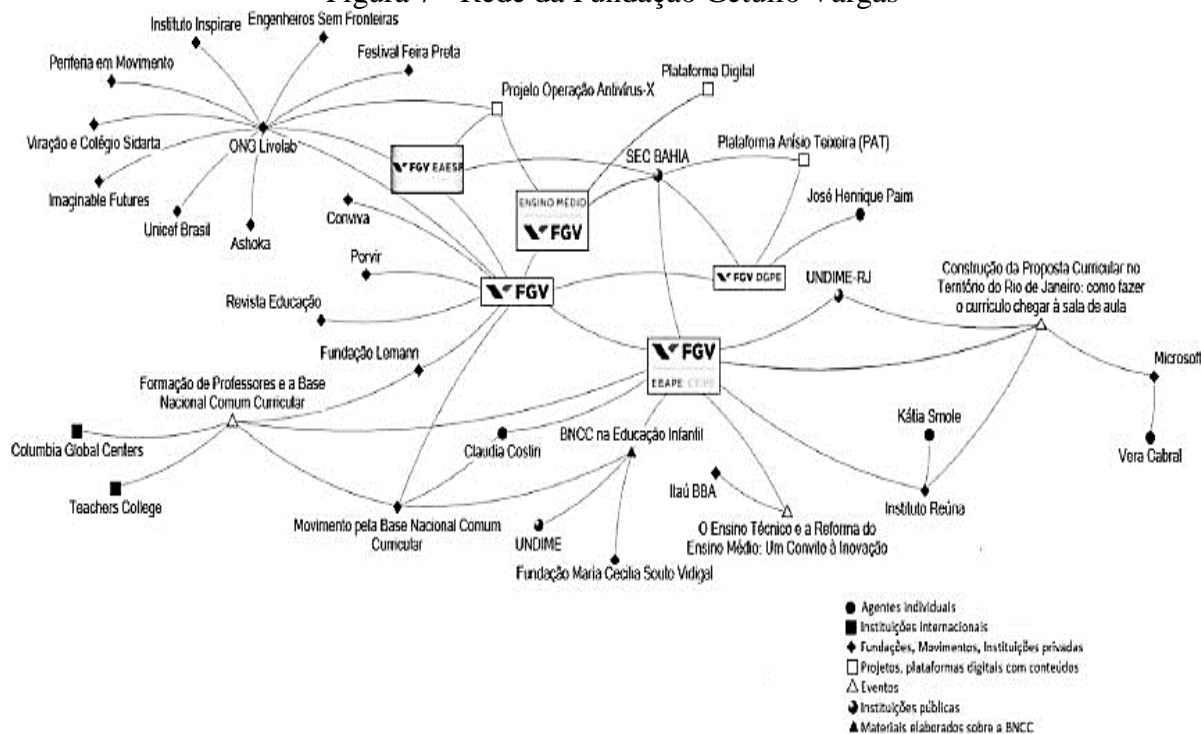 Figura 7 - Rede da Fundação Getúlio Vargas
Instituto Inspirare
Engenheiros Sem Fronteiras
Periferia em Movimento
Festival Feira Preta
Plataforma Digital
Projeto Operação Antivírus-X
Viração e Colégio Sidarta
ONG Livelab
Plataforma Anísio Teixeira (PAT)
SEC BAHIA
FGV EAESP
Imaginable Futures
ENSINO MÉDIO
FGV
José Henrique Paim
Unicef Brasil
Ashoka
Conviva
Porvir
FGV DGPE
UNDIME-RJ
Construção da Proposta Curricular no
Território do Rio de Janeiro: como fazer
o currículo chegar à sala de aula
FGV
Revista Educação
Fundação Lemann
FGV
EBAPE CEIPE
Microsoft
Formação de Professores e a Base
Nacional Comum Curricular
Kátia Smole
BNCC na Educação Infantil
Columbia Global Centers
Claudia Costin
Vera Cabral
Itaú BBA
Teachers College
Instituto Reúna
Movimento pela Base Nacional Comum
Curricular
UNDIME
O Ensino Técnico e a Reforma do
Ensino Médio: Um Convite à Inovação
Fundação Maria Cecilia Souto Vidigal
Agentes individuais
Instituições internacionais
Fundações, Movimentos, Instituições privadas
Projetos, plataformas digitais com conteúdos
Eventos
Instituições públicas
Materiais elaborados sobre a BNCC